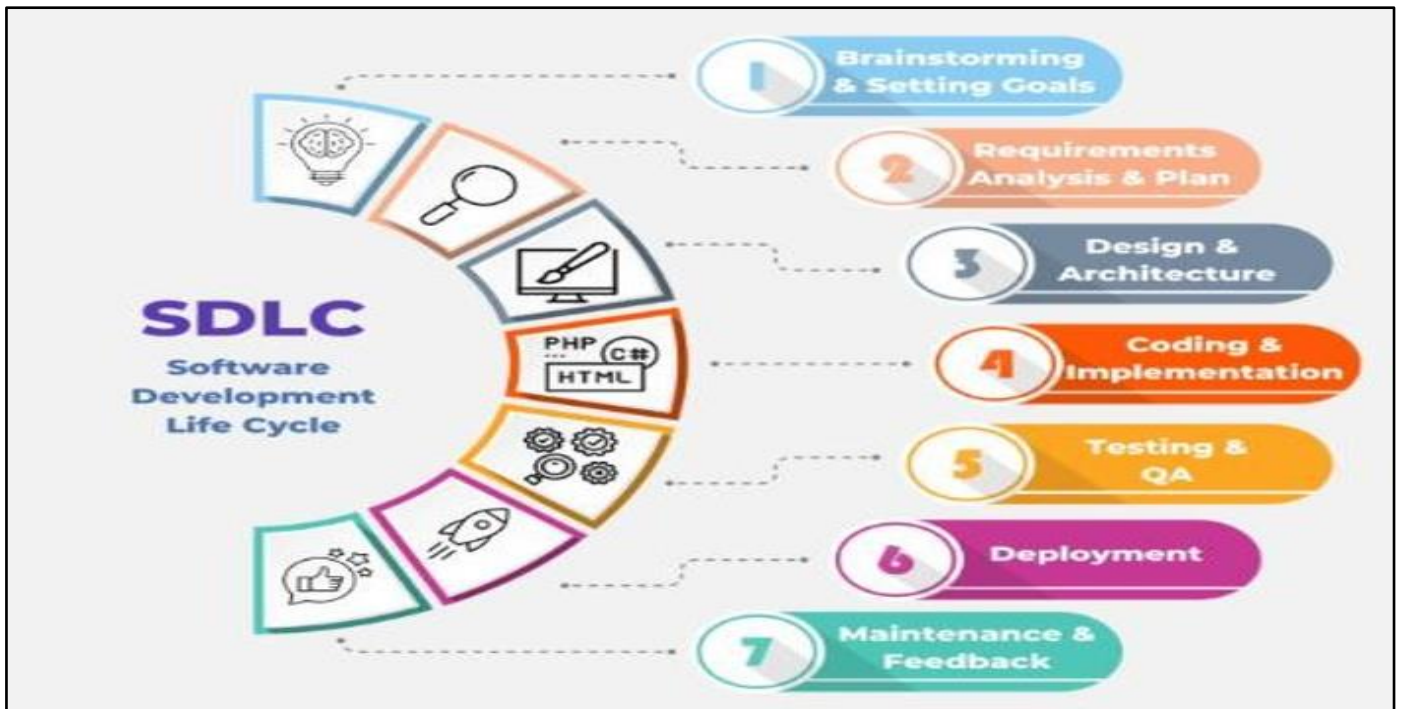 1
Brainstorming
& Setting Goals
2
Requirements
Analysis & Plan
3
Design &
Architecture
SDLC
Software
Development
Life Cycle
PHP
C#
HTML
4
Coding &
Implementation
5
Testing &
QA
6
Deployment
7
Maintenance &
Feedback